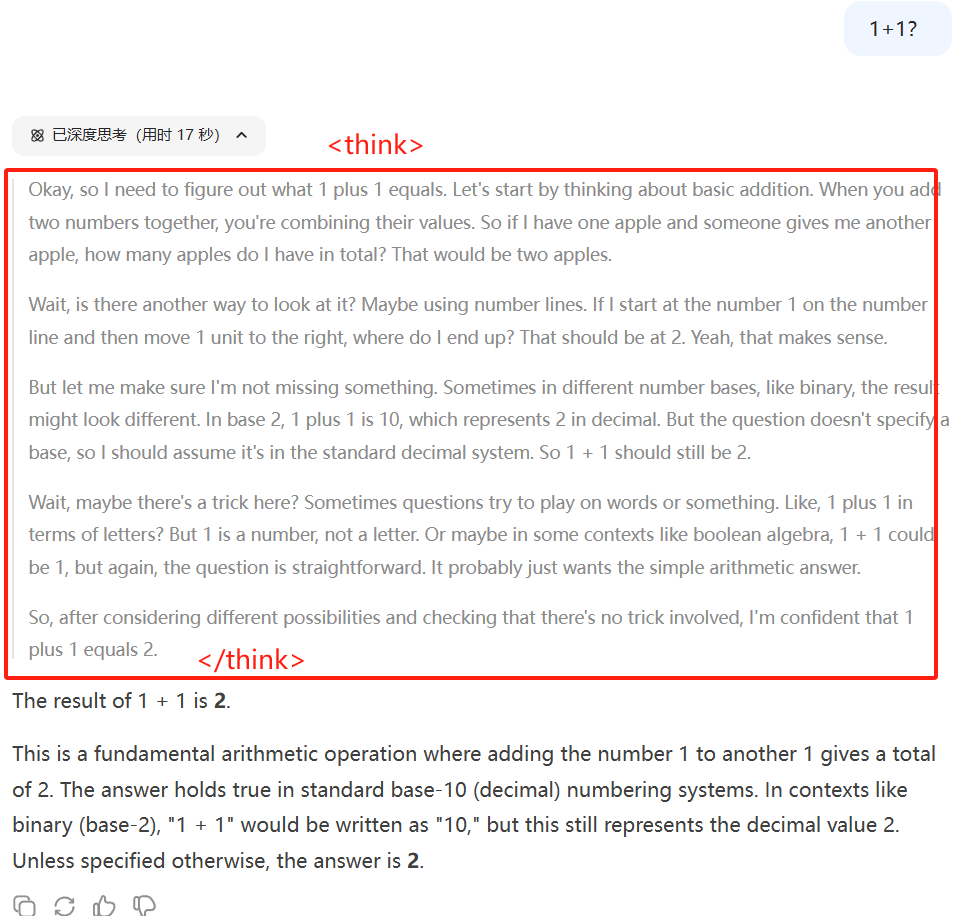 1+1?
已深度思考（用时 17 秒）
<think>
Okay, so I need to figure out what 1 plus 1 equals. Let's start by thinking about basic addition. When you add
two numbers together, you're combining their values. So if I have one apple and someone gives me another
apple, how many apples do I have in total? That would be two apples.
Wait, is there another way to look at it? Maybe using number lines. If I start at the number 1 on the number
line and then move 1 unit to the right, where do I end up? That should be at 2. Yeah, that makes sense.
But let me make sure I'm not missing something. Sometimes in different number bases, like binary, the result
might look different. In base 2, 1 plus 1 is 10, which represents 2 in decimal. But the question doesn't specify a
base, so I should assume it's in the standard decimal system. So 1 + 1 should still be 2.
Wait, maybe there's a trick here? Sometimes questions try to play on words or something. Like, 1 plus 1 in
terms of letters? But 1 is a number, not a letter. Or maybe in some contexts like boolean algebra, 1 + 1 could
be 1, but again, the question is straightforward. It probably just wants the simple arithmetic answer.
So, after considering different possibilities and checking that there's no trick involved, I'm confident that 1
plus 1 equals 2.
</think>
The result of 1 + 1 is 2.
This is a fundamental arithmetic operation where adding the number 1 to another 1 gives a total
of 2. The answer holds true in standard base-10 (decimal) numbering systems. In contexts like
binary (base-2), "1 + 1" would be written as "10," but this still represents the decimal value 2.
Unless specified otherwise, the answer is 2.